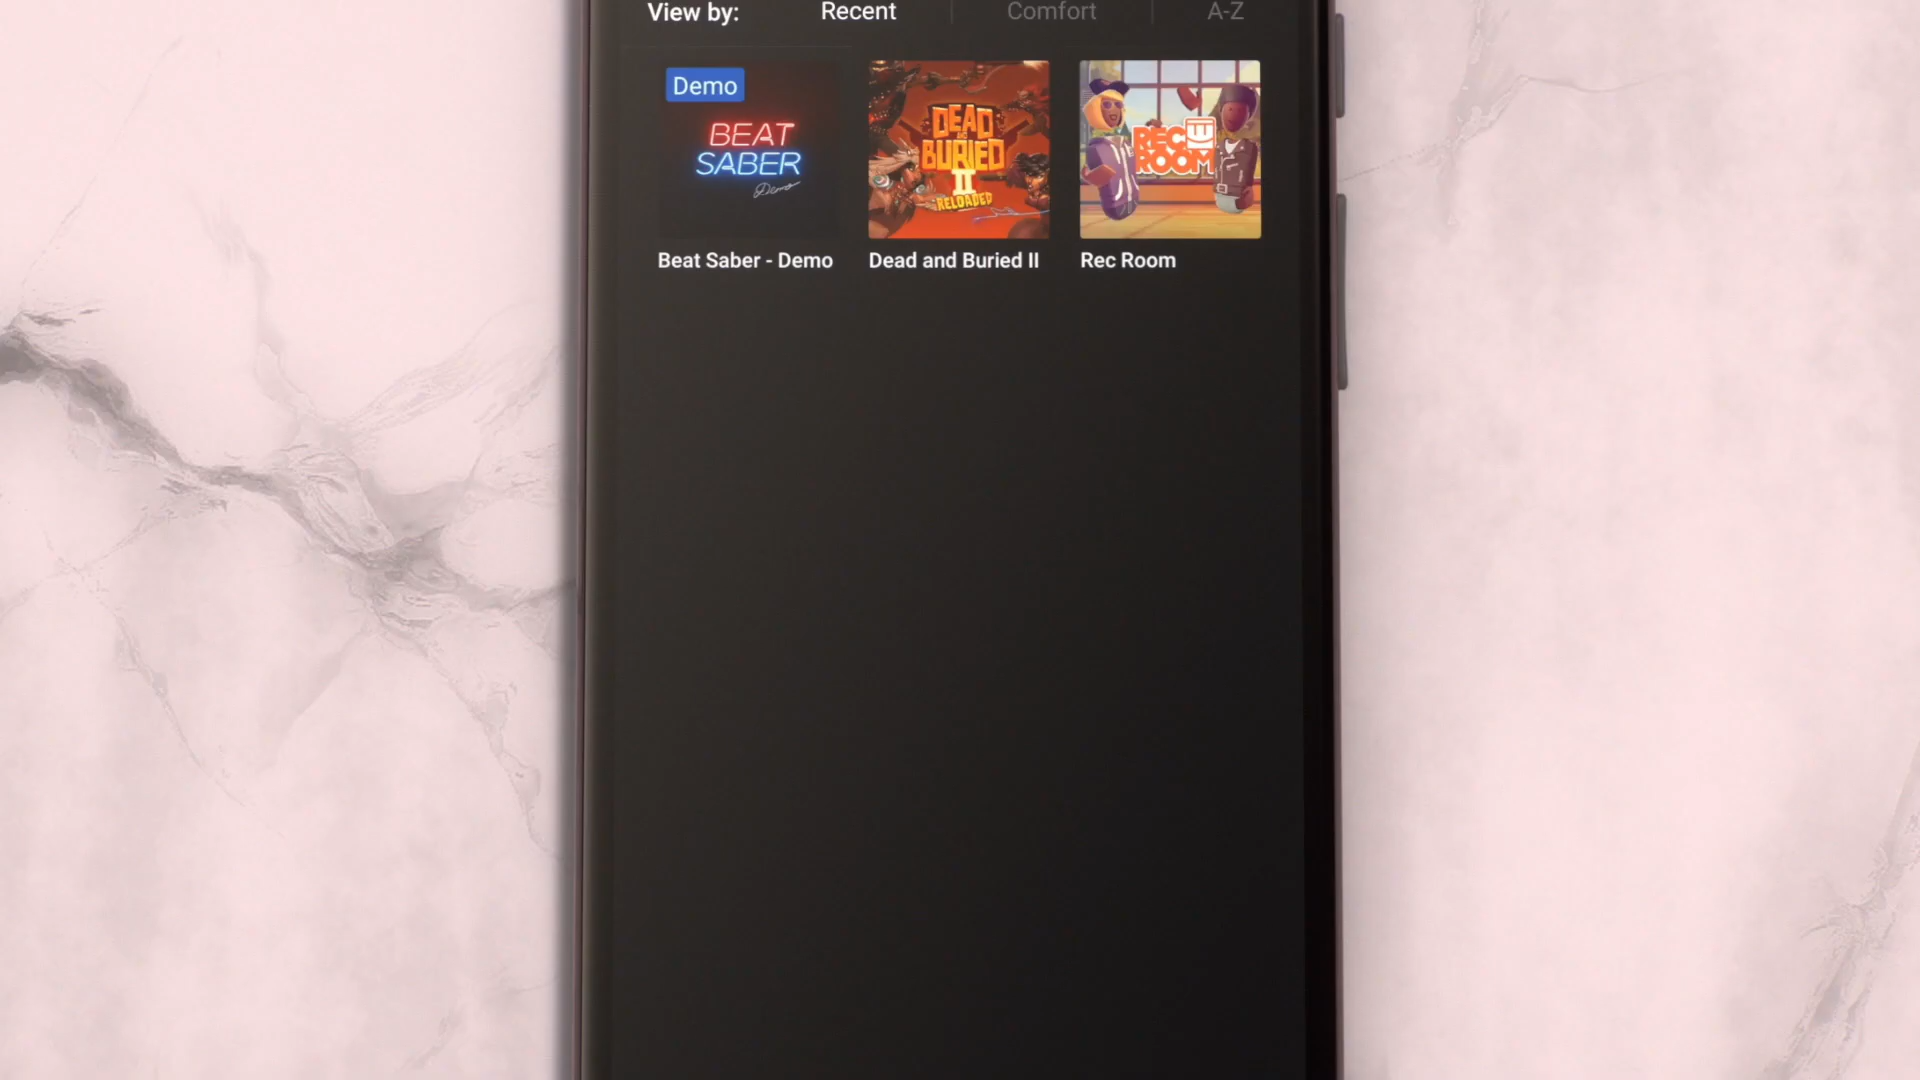 View by: Recent Comfort A-Z
Demo
BEAT
SABER
Demo
DEAD
BURIED
II
RELOADED
REC
ROOM
Beat Saber - Demo
Dead and Buried II
Rec Room